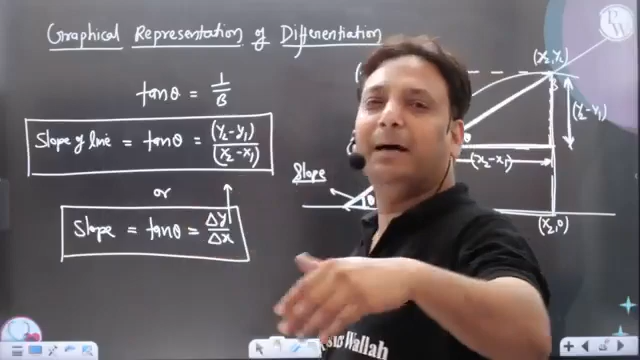 Graphical Representation of Differentiation
tanθ = 1/B
Slope of line = tanθ = (Y₂-Y₁)/(X₂-X₁)
or
Slope = tanθ = ΔY/ΔX
(X₂, Y₂)
B
(Y₂-Y₁)
θ
(X₂-X₁)
Slope
θ
(X₂, 0)
Wallah